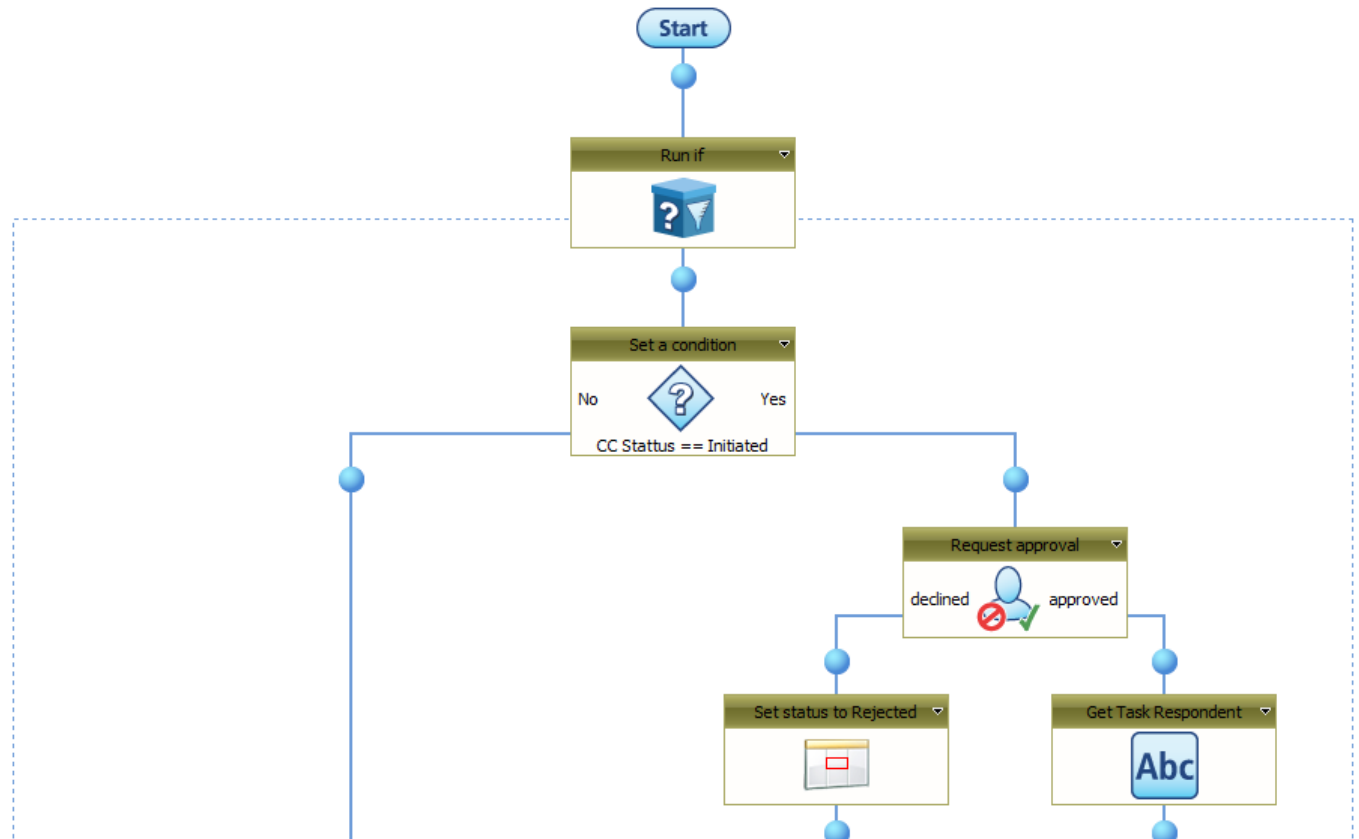 Start
Run if
?
Set a condition
No
?
Yes
CC Stattus == Initiated
Request approval
declined
approved
Set status to Rejected
Get Task Respondent
Abc